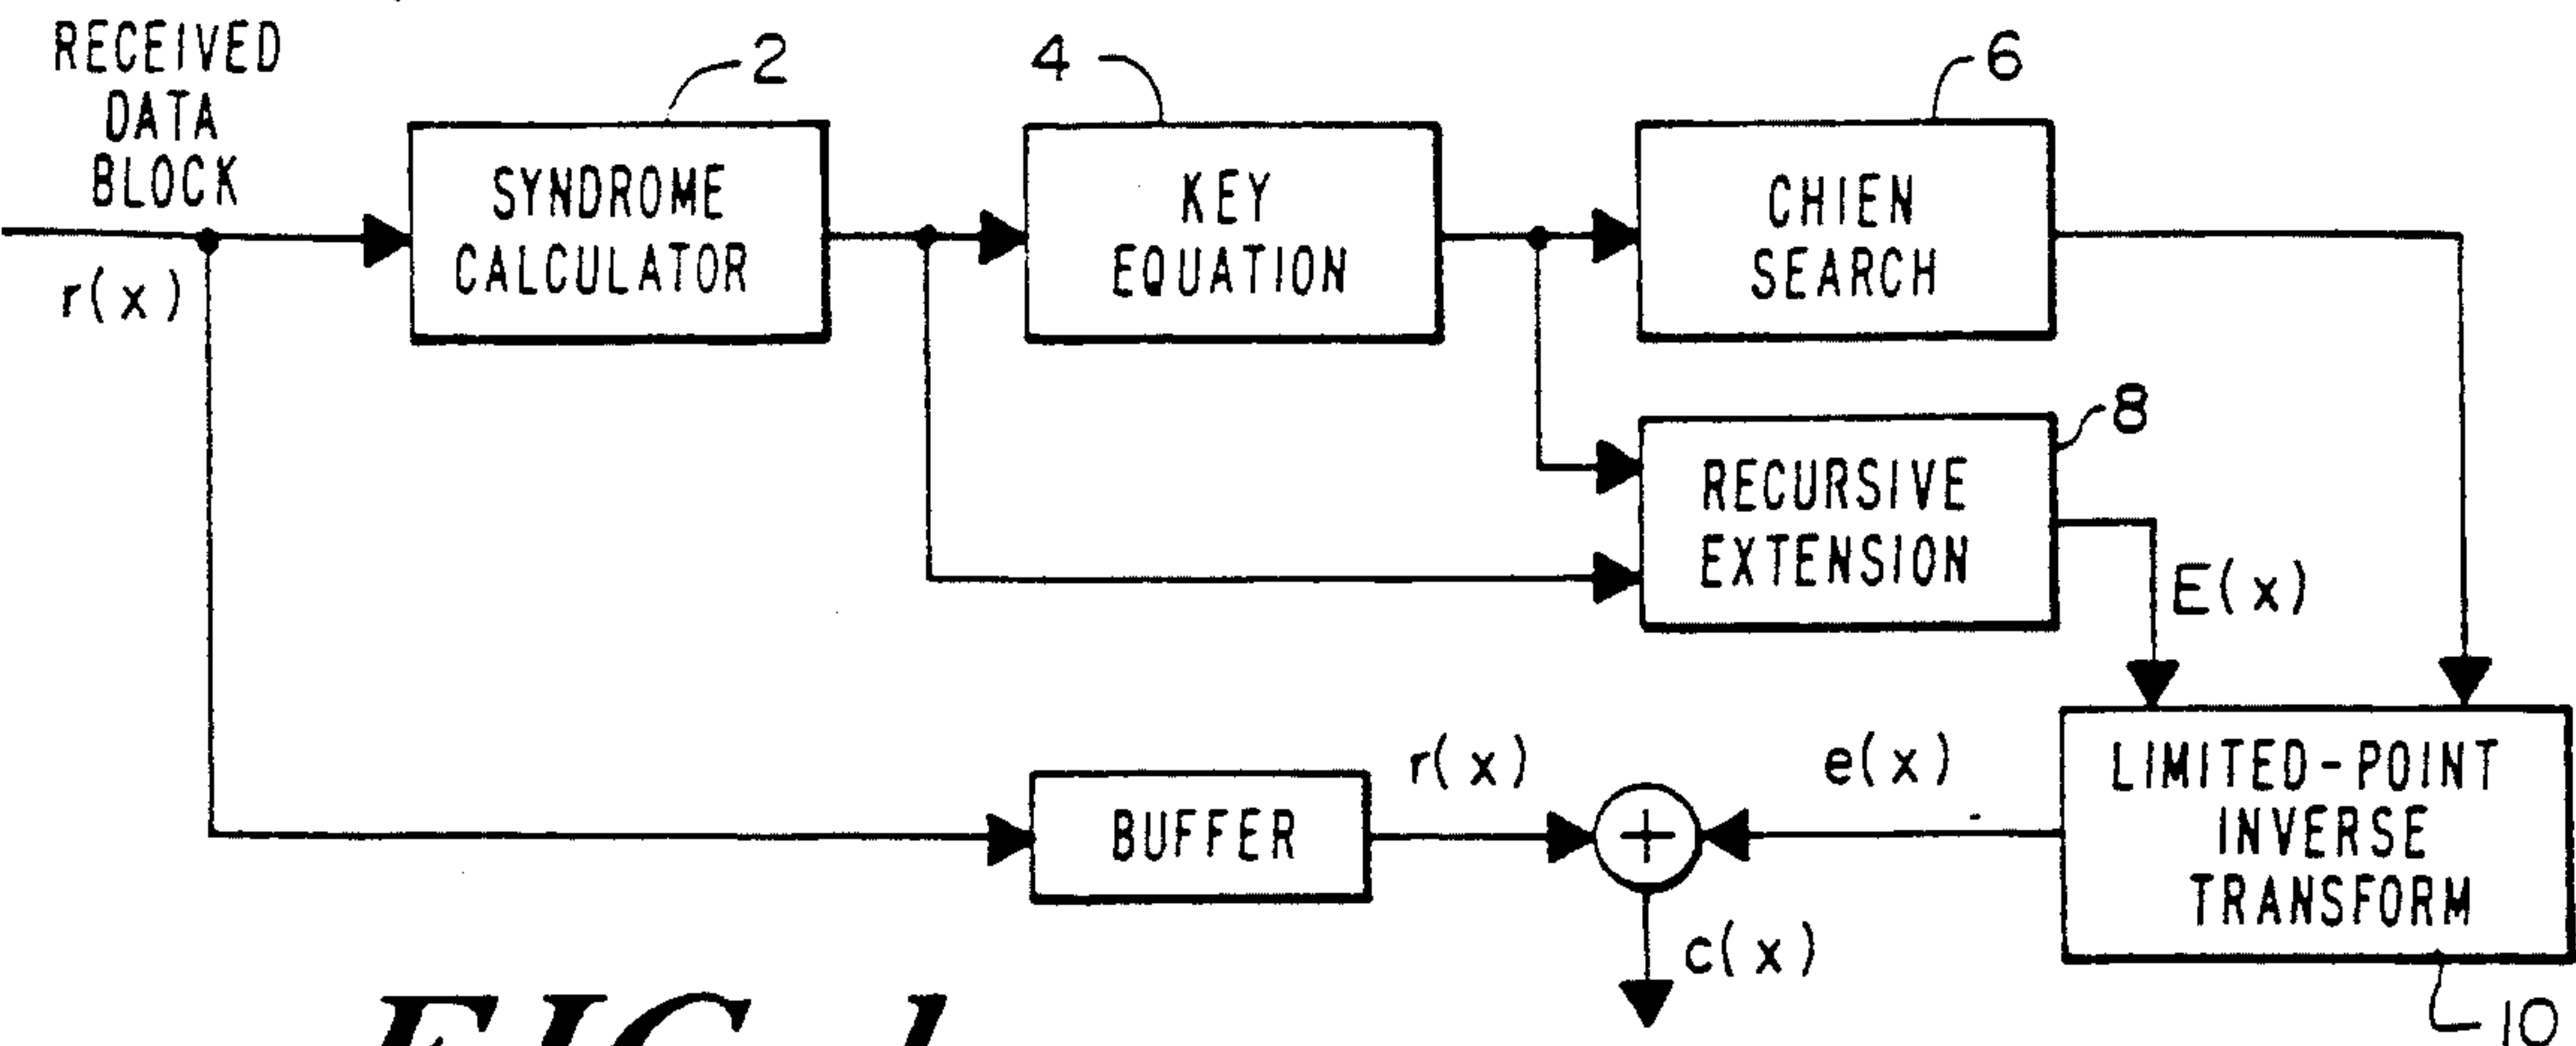 RECEIVED
DATA
BLOCK
r(x)
2
SYNDROME
CALCULATOR
4
KEY
EQUATION
6
CHIEN
SEARCH
8
RECURSIVE
EXTENSION
E(x)
BUFFER
r(x)
+
e(x)
c(x)
LIMITED-POINT
INVERSE
TRANSFORM
10